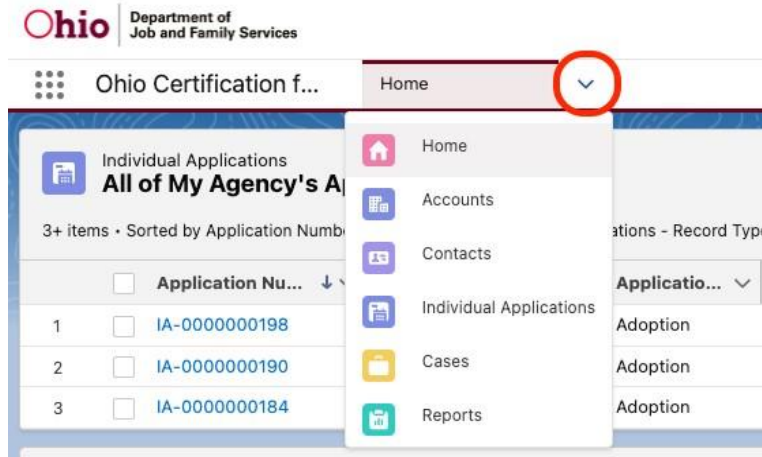 Ohio Department of
Job and Family Services
Ohio Certification f... Home
Home
Accounts
Contacts
Individual Applications
Cases
Reports
Individual Applications
All of My Agency's A
3+ items • Sorted by Application Numb ations - Record Typ
Application Nu... Applicatio...
1 IA-0000000198 Adoption
2 IA-0000000190 Adoption
3 IA-0000000184 Adoption